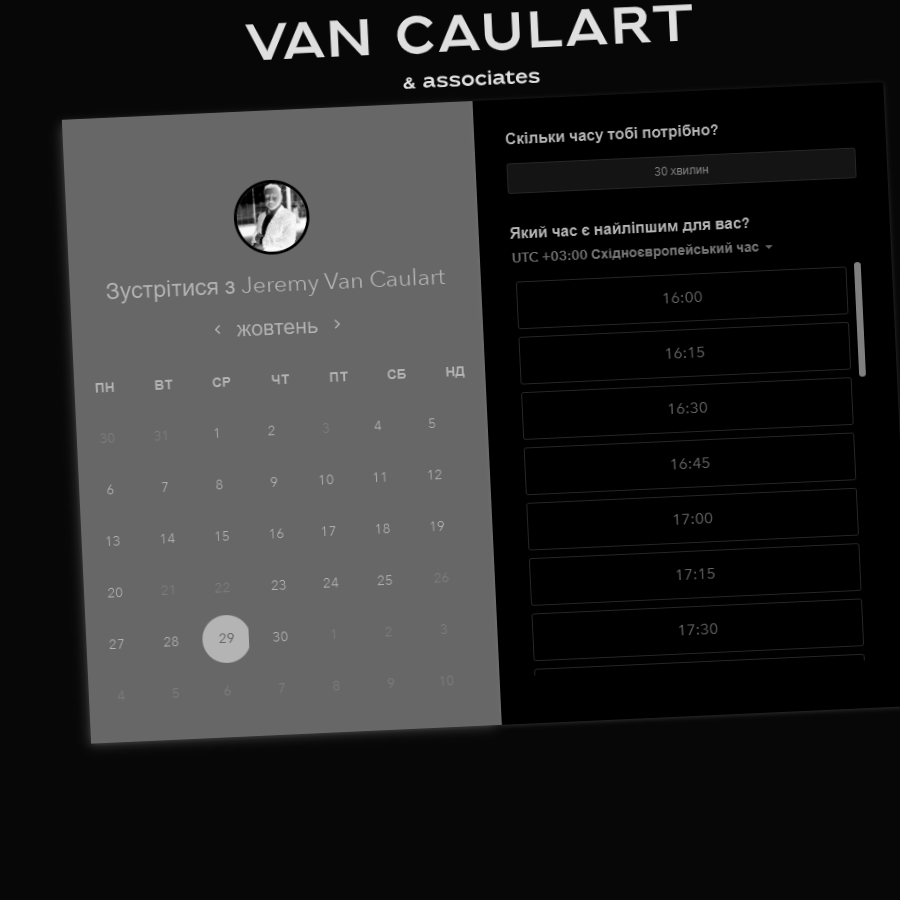 VAN CAULART
& associates
Зустрітися з Jeremy Van Caulart
‹ жовтень ›
ПН ВТ СР ЧТ ПТ СБ НД
30 31 1 2 3 4 5
6 7 8 9 10 11 12
13 14 15 16 17 18 19
20 21 22 23 24 25 26
27 28 29 30 1 2 3
4 5 6 7 8 9 10
Скільки часу тобі потрібно?
30 хвилин
Який час є найліпшим для вас?
UTC +03:00 Східноєвропейський час
16:00
16:15
16:30
16:45
17:00
17:15
17:30